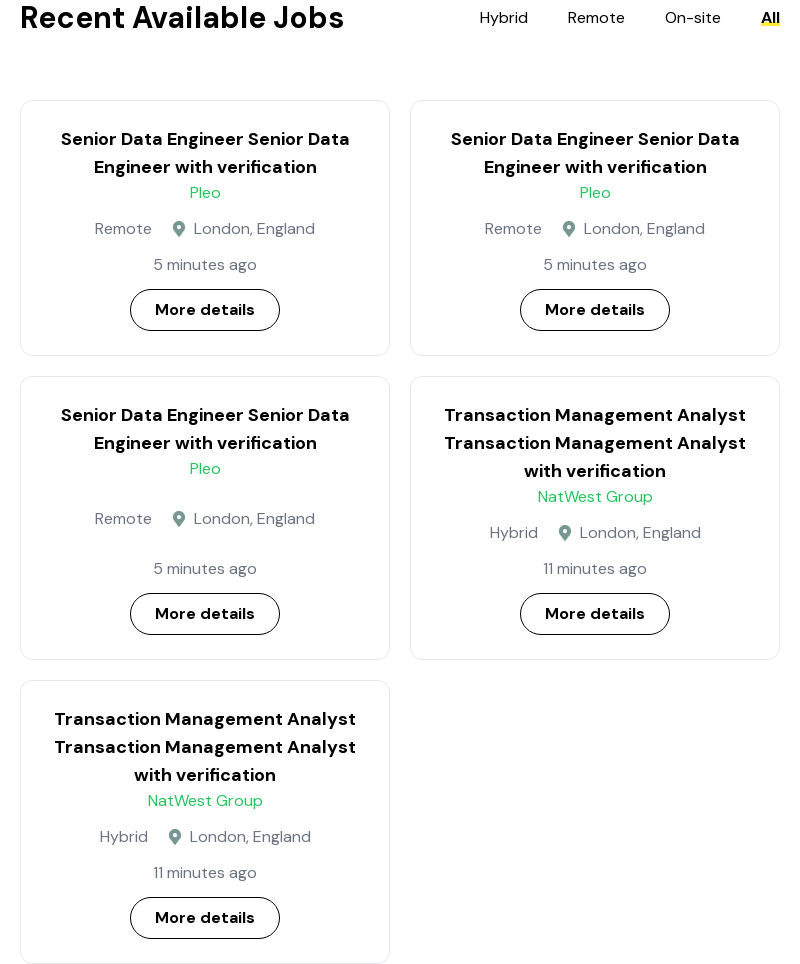 Recent Available Jobs
Hybrid Remote On-site All
Senior Data Engineer Senior Data
Engineer with verification
Pleo
Remote London, England
5 minutes ago
More details
Senior Data Engineer Senior Data
Engineer with verification
Pleo
Remote London, England
5 minutes ago
More details
Senior Data Engineer Senior Data
Engineer with verification
Pleo
Remote London, England
5 minutes ago
More details
Transaction Management Analyst
Transaction Management Analyst
with verification
NatWest Group
Hybrid London, England
11 minutes ago
More details
Transaction Management Analyst
Transaction Management Analyst
with verification
NatWest Group
Hybrid London, England
11 minutes ago
More details